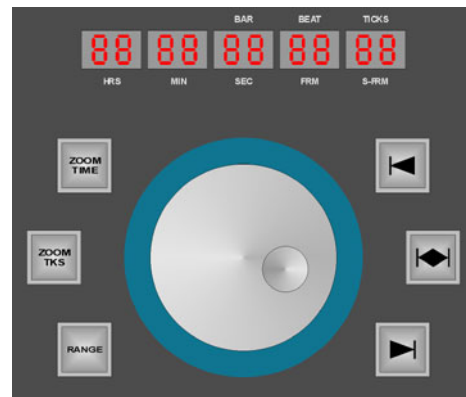 BAR BEAT TICKS
88 88 88 88 88
HRS MIN SEC FRM S-FRM
ZOOM
TIME
ZOOM
TKS
RANGE